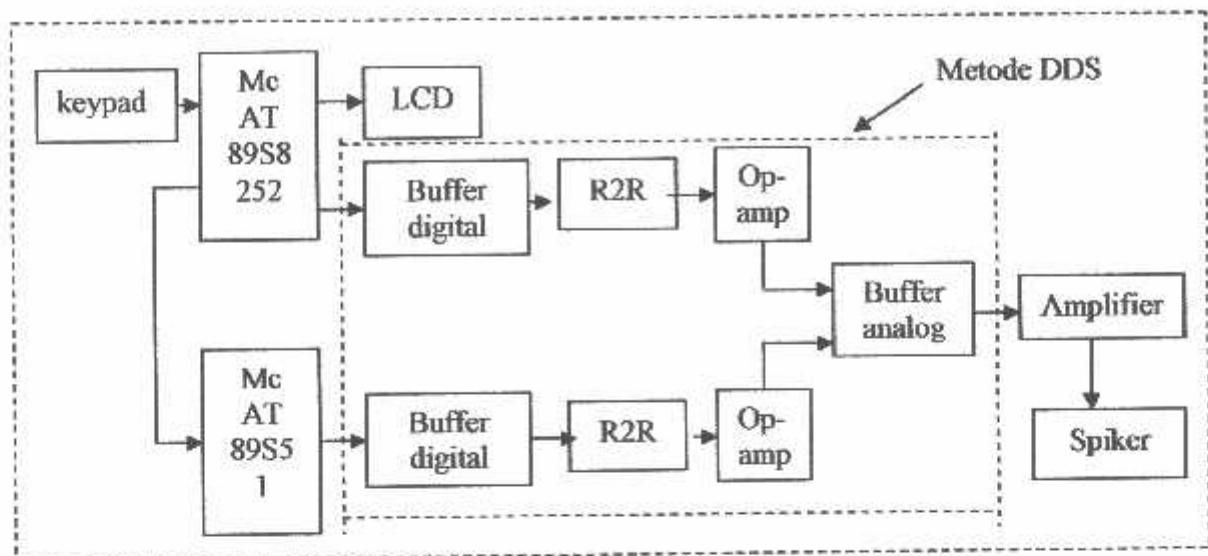 Metode DDS
keypad
Mc
AT
89S8
252
LCD
Buffer
digital
R2R
Op-
amp
Buffer
analog
Amplifier
Spiker
Mc
AT
89S5
1
Buffer
digital
R2R
Op-
amp